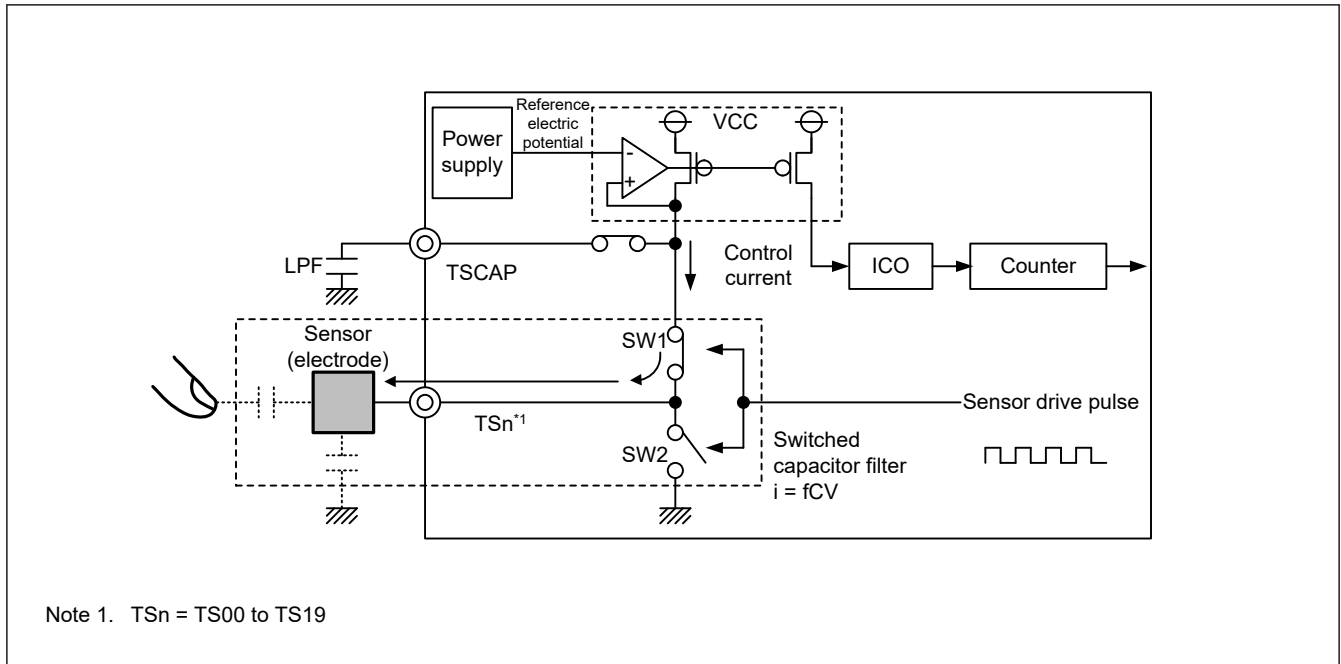 Reference
electric
potential
Power
supply
VCC
-
+
LPF
TSCAP
Control
current
ICO
Counter
Sensor
(electrode)
SW1
TSn*1
SW2
Sensor drive pulse
Switched
capacitor filter
i = fCV
Note 1. TSn = TS00 to TS19